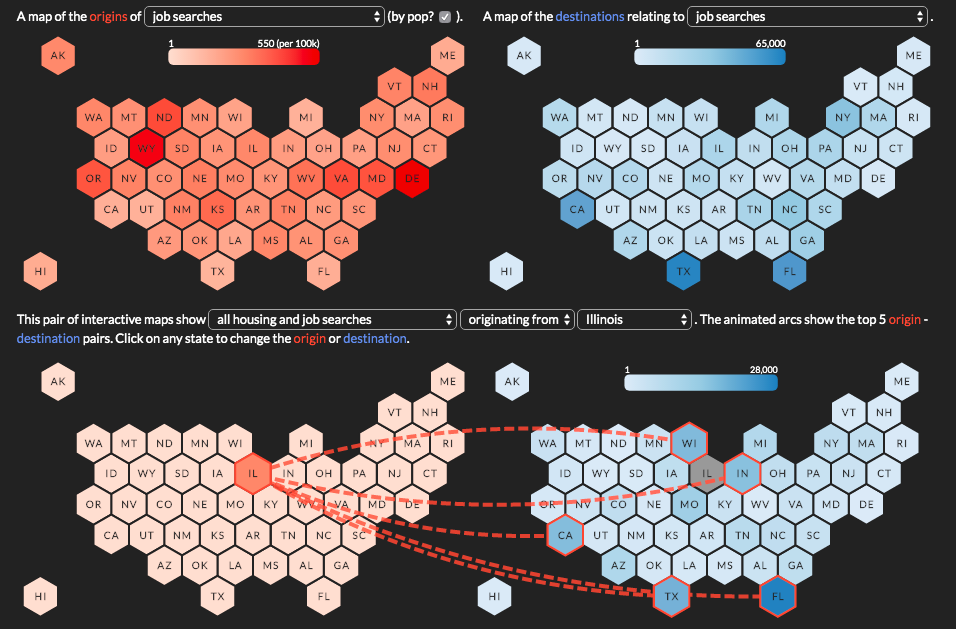 A map of the origins of job searches (by pop? ).
A map of the destinations relating to job searches .
1 550 (per 100k)
AK ME
VT NH
WA MT ND MN WI MI NY MA RI
ID WY SD IA IL IN OH PA NJ CT
OR NV CO NE MO KY WV VA MD DE
CA UT NM KS AR TN NC SC
AZ OK LA MS AL GA
HI TX FL
1 65,000
AK ME
VT NH
WA MT ND MN WI MI NY MA RI
ID WY SD IA IL IN OH PA NJ CT
OR NV CO NE MO KY WV VA MD DE
CA UT NM KS AR TN NC SC
AZ OK LA MS AL GA
HI TX FL
This pair of interactive maps show all housing and job searches originating from Illinois . The animated arcs show the top 5 origin -
destination pairs. Click on any state to change the origin or destination.
AK ME
VT NH
WA MT ND MN WI MI NY MA RI
ID WY SD IA IL IN OH PA NJ CT
OR NV CO NE MO KY WV VA MD DE
CA UT NM KS AR TN NC SC
AZ OK LA MS AL GA
HI TX FL
1 28,000
AK ME
VT NH
WA MT ND MN WI MI NY MA RI
ID WY SD IA IL IN OH PA NJ CT
OR NV CO NE MO KY WV VA MD DE
CA UT NM KS AR TN NC SC
AZ OK LA MS AL GA
HI TX FL